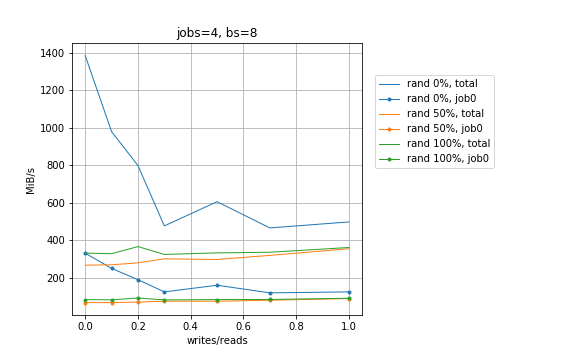 jobs=4, bs=8
1400
1200
1000
800
600
400
200
MiB/s
0.0 0.2 0.4 0.6 0.8 1.0
writes/reads
rand 0%, total
rand 0%, job0
rand 50%, total
rand 50%, job0
rand 100%, total
rand 100%, job0